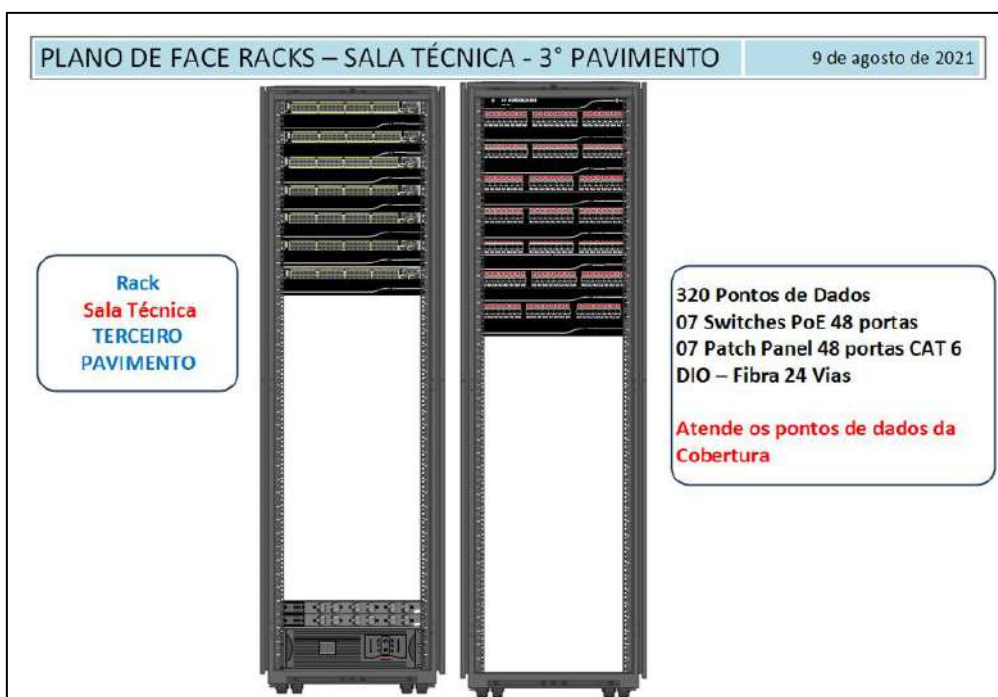 PLANO DE FACE RACKS – SALA TÉCNICA - 3° PAVIMENTO
9 de agosto de 2021
Rack
Sala Técnica
TERCEIRO
PAVIMENTO
320 Pontos de Dados
07 Switches PoE 48 portas
07 Patch Panel 48 portas CAT 6
DIO – Fibra 24 Vias
Atende os pontos de dados da
Cobertura